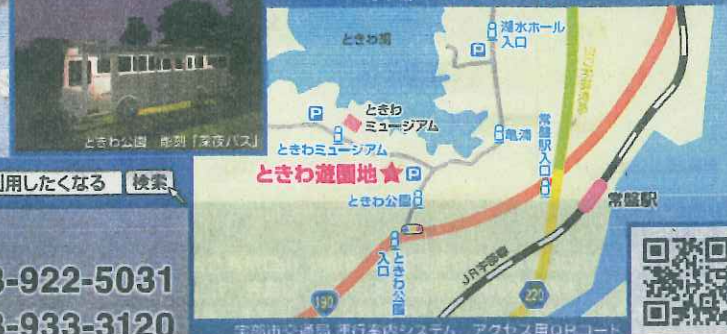 ときわ公園 彫刻「深夜バス」
利用したくなる 検索
-922-5031
-933-3120
ときわ湖
湖水ホール
入口
P
P
ときわ
ミュージアム
ときわミュージアム
亀浦
常盤駅入口
ときわ遊園地
P
ときわ公園
ときわ公園
入口
常盤駅
JR宇部線
190
220
宇部市交通局 運行案内システム アクセス用QRコード